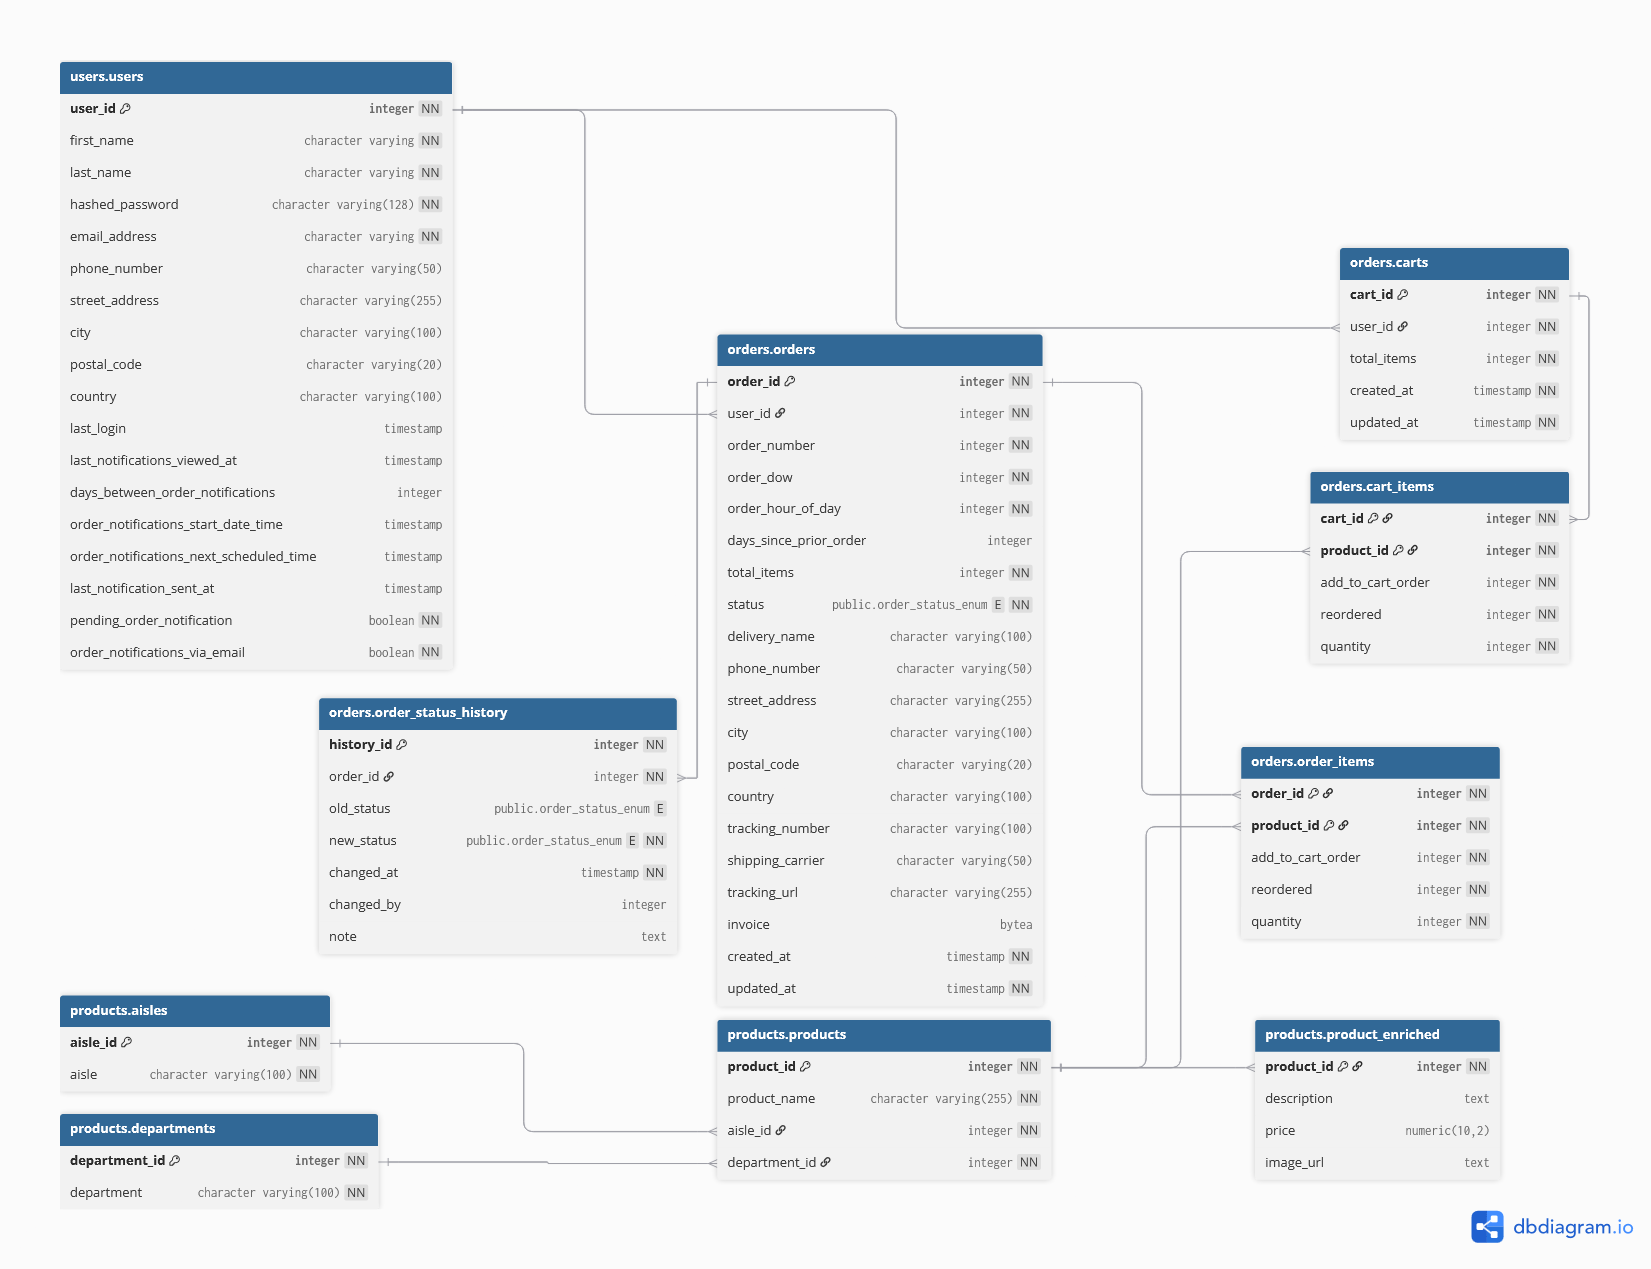 users.users
user_id integer NN
first_name character varying NN
last_name character varying NN
hashed_password character varying(128) NN
email_address character varying NN
phone_number character varying(50)
street_address character varying(255)
city character varying(100)
postal_code character varying(20)
country character varying(100)
last_login timestamp
last_notifications_viewed_at timestamp
days_between_order_notifications integer
order_notifications_start_date_time timestamp
order_notifications_next_scheduled_time timestamp
last_notification_sent_at timestamp
pending_order_notification boolean NN
order_notifications_via_email boolean NN
orders.carts
cart_id integer NN
user_id integer NN
total_items integer NN
created_at timestamp NN
updated_at timestamp NN
orders.orders
order_id integer NN
user_id integer NN
order_number integer NN
order_dow integer NN
order_hour_of_day integer NN
days_since_prior_order integer
total_items integer NN
status public.order_status_enum E NN
delivery_name character varying(100)
phone_number character varying(50)
street_address character varying(255)
city character varying(100)
postal_code character varying(20)
country character varying(100)
tracking_number character varying(100)
shipping_carrier character varying(50)
tracking_url character varying(255)
invoice bytea
created_at timestamp NN
updated_at timestamp NN
orders.cart_items
cart_id integer NN
product_id integer NN
add_to_cart_order integer NN
reordered integer NN
quantity integer NN
orders.order_status_history
history_id integer NN
order_id integer NN
old_status public.order_status_enum E
new_status public.order_status_enum E NN
changed_at timestamp NN
changed_by integer
note text
orders.order_items
order_id integer NN
product_id integer NN
add_to_cart_order integer NN
reordered integer NN
quantity integer NN
products.aisles
aisle_id integer NN
aisle character varying(100) NN
products.departments
department_id integer NN
department character varying(100) NN
products.products
product_id integer NN
product_name character varying(255) NN
aisle_id integer NN
department_id integer NN
products.product_enriched
product_id integer NN
description text
price numeric(10,2)
image_url text
dbdiagram.io